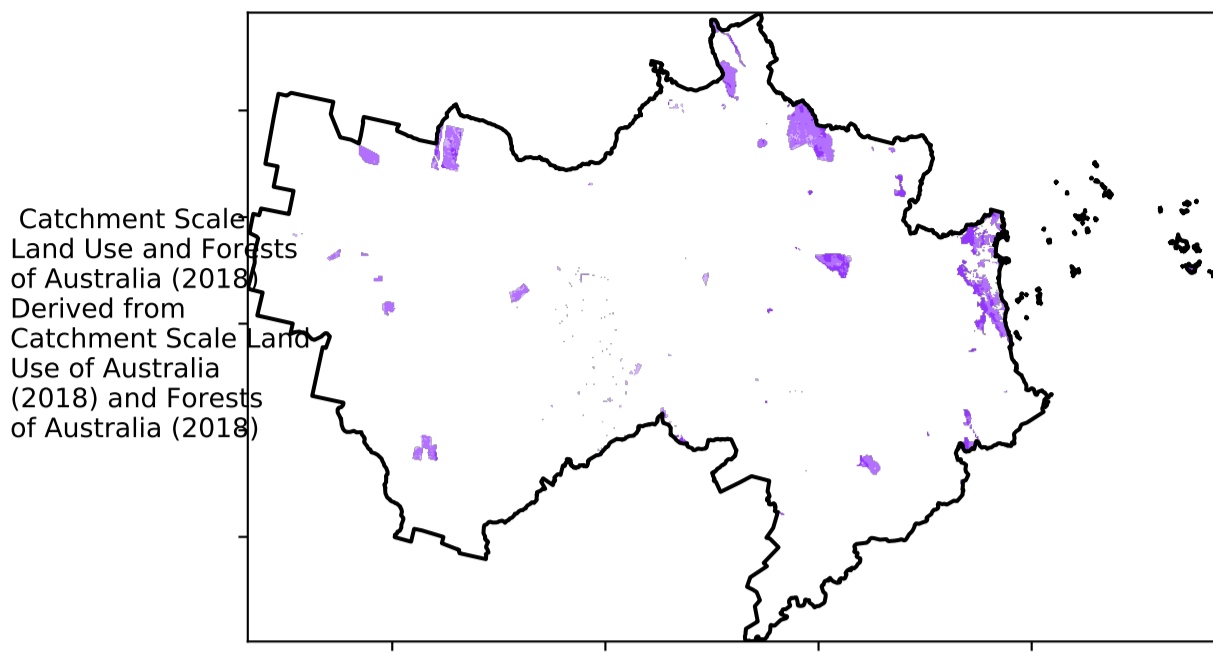 Catchment Scale
Land Use and Forests
of Australia (2018)
Derived from
Catchment Scale Land
Use of Australia
(2018) and Forests
of Australia (2018)